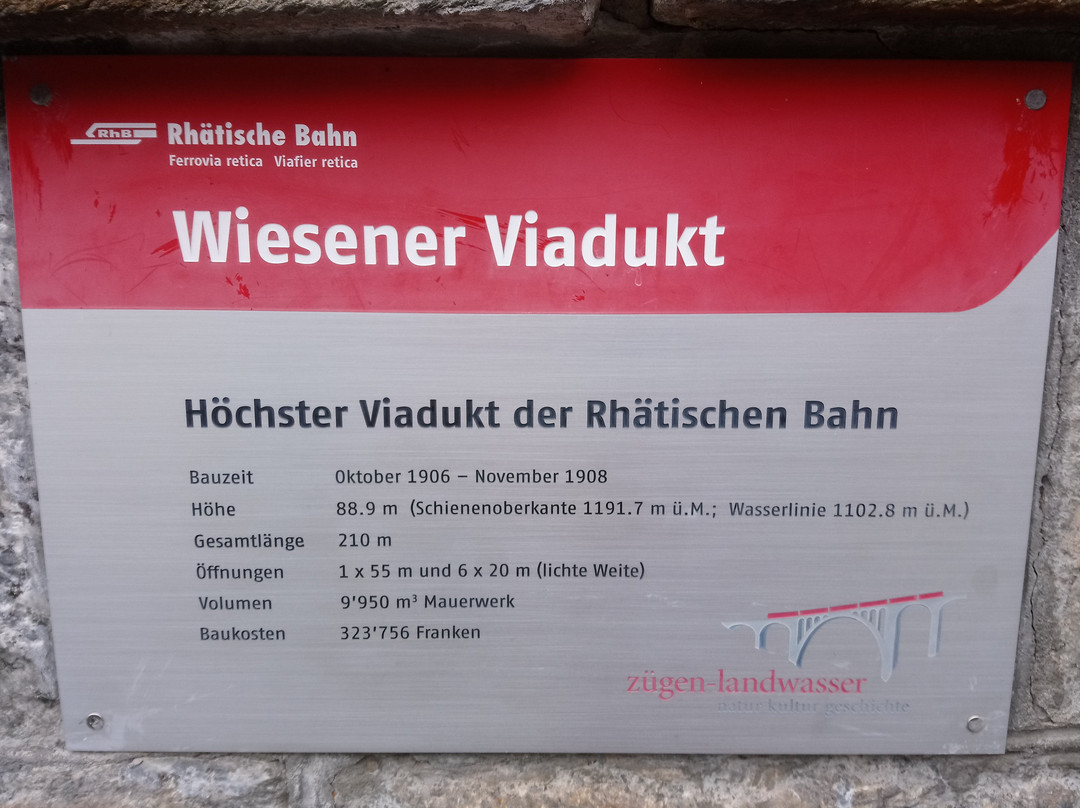 RhB Rhätische Bahn
Ferrovia retica Viafier retica
Wiesener Viadukt
Höchster Viadukt der Rhätischen Bahn
Bauzeit Oktober 1906 – November 1908
Höhe 88.9 m (Schienenoberkante 1191.7 m ü.M.; Wasserlinie 1102.8 m ü.M.)
Gesamtlänge 210 m
Öffnungen 1 x 55 m und 6 x 20 m (lichte Weite)
Volumen 9'950 m³ Mauerwerk
Baukosten 323'756 Franken
zügen-landwasser
natur kultur geschichte